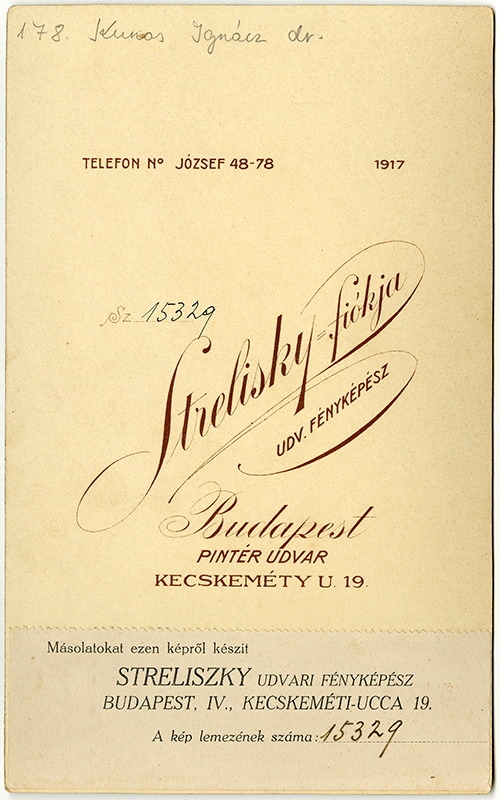 178. Kunos Ignácz dr.
TELEFON Nº JÓZSEF 48-78 1917
Sz 15329
Strelisky=fiókja
UDV. FÉNYKÉPÉSZ
Budapest
PINTÉR UDVAR
KECSKEMÉTY U. 19.
Másolatokat ezen képről készit
STRELISZKY UDVARI FÉNYKÉPÉSZ
BUDAPEST, IV., KECSKEMÉTI-UCCA 19.
A kép lemezének száma: 15329